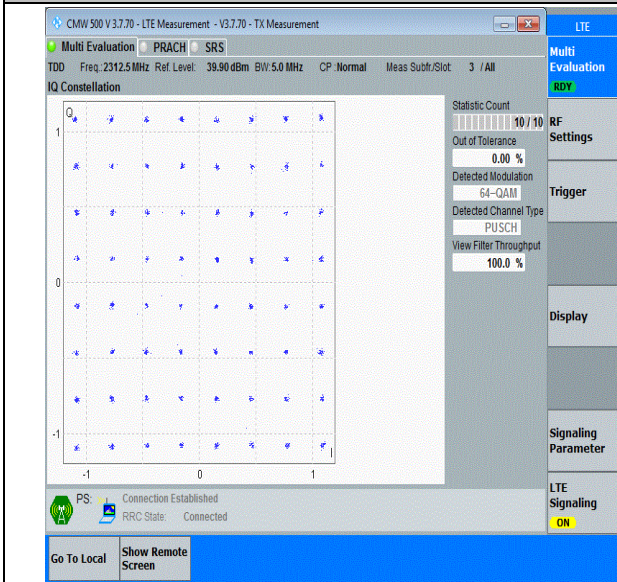 CMW 500 V 3.7.70 - LTE Measurement - V3.7.70 - TX Measurement
LTE
Multi Evaluation PRACH SRS
Multi
Evaluation
RDY
TDD Freq.:2312.5 MHz Ref. Level: 39.90 dBm BW:5.0 MHz CP :Normal Meas Subfr./Slot: 3 / All
IQ Constellation
Statistic Count
10 / 10
Out of Tolerance
0.00 %
Detected Modulation
64-QAM
Detected Channel Type
PUSCH
View Filter Throughput
100.0 %
RF
Settings
Trigger
Display
Signaling
Parameter
LTE
Signaling
ON
Q
1
0
-1
I
-1 0 1
PS: Connection Established
RRC State: Connected
Go To Local
Show Remote
Screen